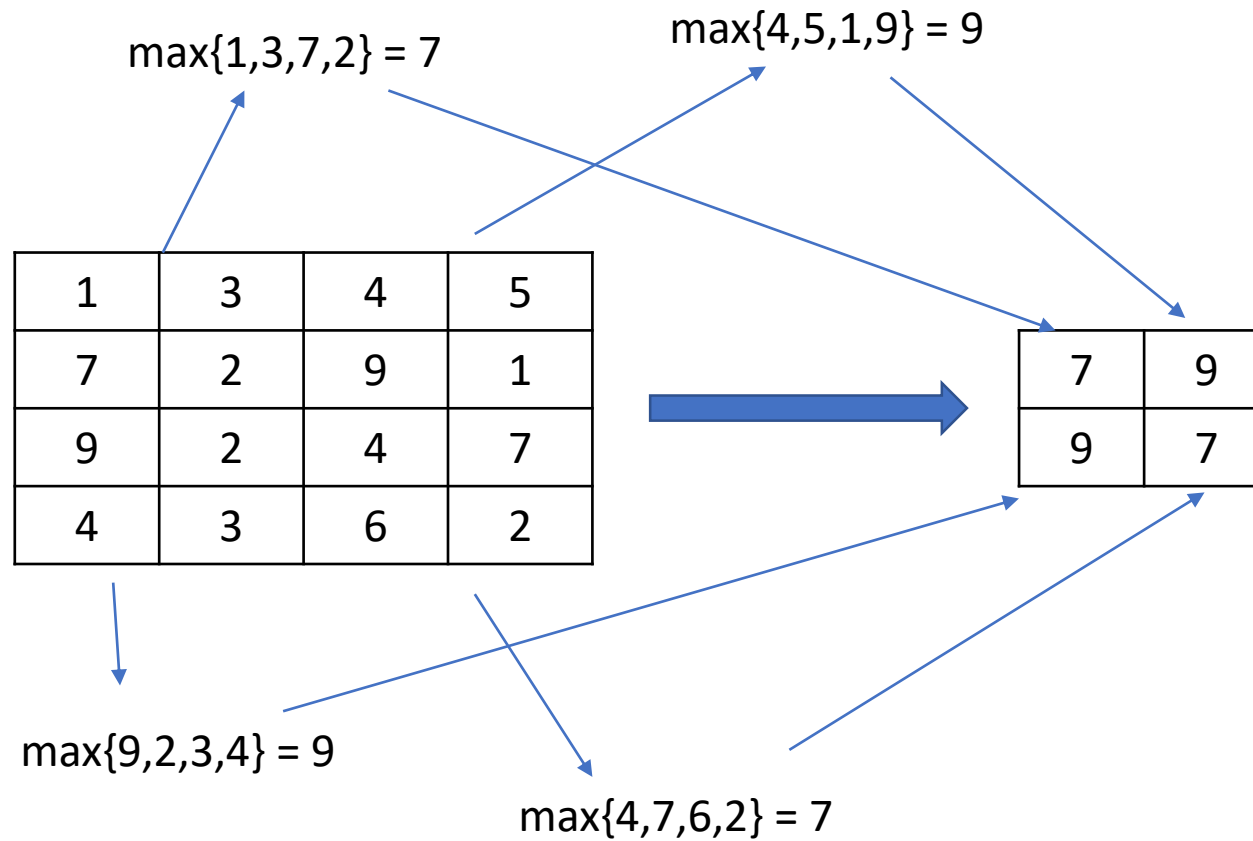 max{1,3,7,2} = 7
max{4,5,1,9} = 9
1 3 4 5
7 2 9 1
9 2 4 7
4 3 6 2
7 9
9 7
max{9,2,3,4} = 9
max{4,7,6,2} = 7